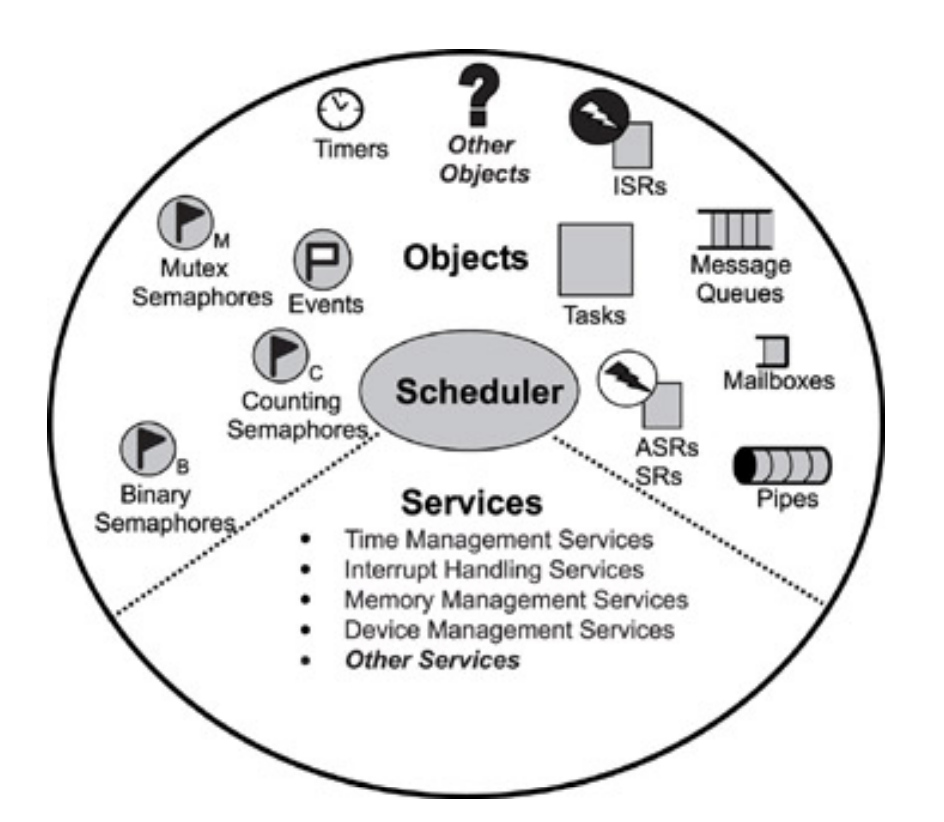 Timers
Other
Objects
ISRs
M
Mutex
Semaphores
Events
Objects
Tasks
Message
Queues
C
Counting
Semaphores
Scheduler
ASRs
SRs
Mailboxes
B
Binary
Semaphores
Pipes
Services
• Time Management Services
• Interrupt Handling Services
• Memory Management Services
• Device Management Services
• Other Services